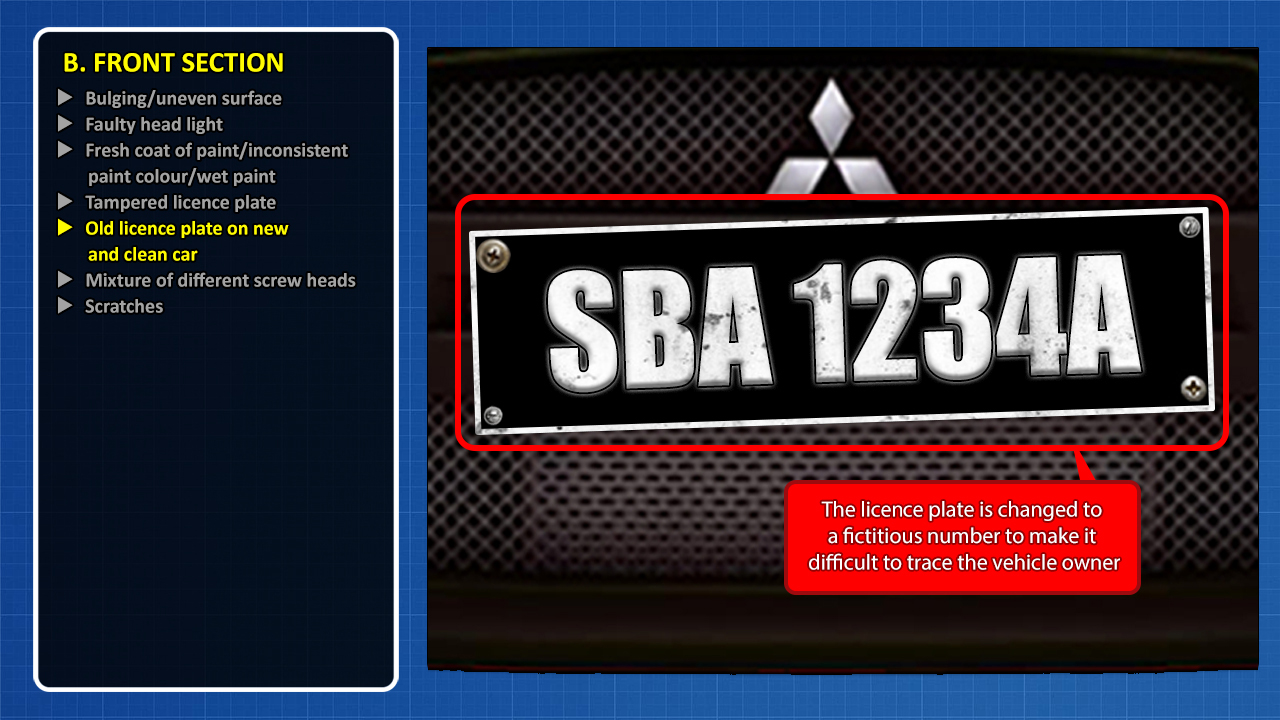 B. FRONT SECTION
Bulging/uneven surface
Faulty head light
Fresh coat of paint/inconsistent
paint colour/wet paint
Tampered licence plate
Old licence plate on new
and clean car
Mixture of different screw heads
Scratches
SBA 1234A
The licence plate is changed to
a fictitious number to make it
difficult to trace the vehicle owner